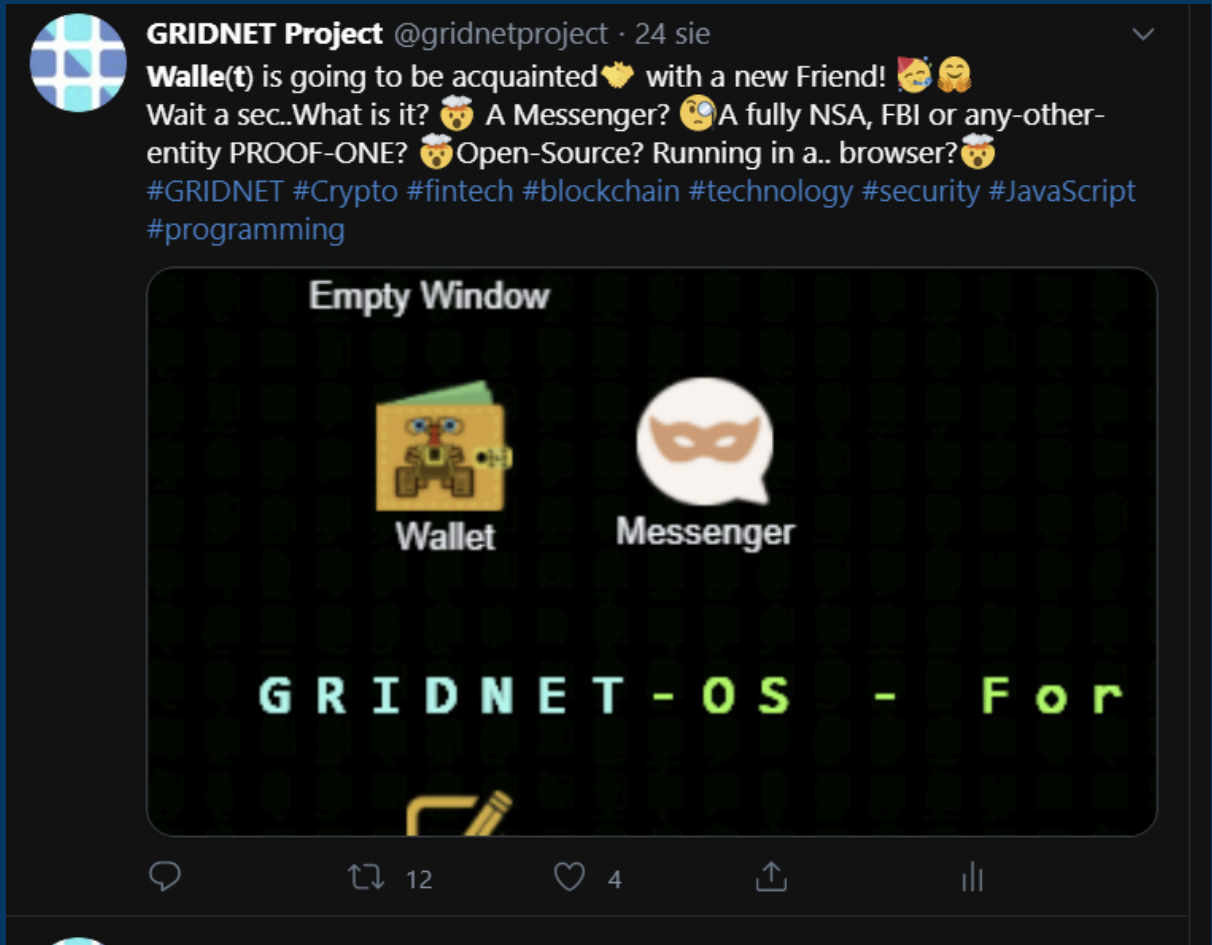 GRIDNET Project @gridnetproject · 24 sie
Walle(t) is going to be acquainted🤝 with a new Friend! 🥳🤗
Wait a sec..What is it? 🤯 A Messenger? 🧐A fully NSA, FBI or any-other-
entity PROOF-ONE? 🤯Open-Source? Running in a.. browser?🤯
#GRIDNET #Crypto #fintech #blockchain #technology #security #JavaScript
#programming
Empty Window
Wallet
Messenger
GRIDNET-OS - For
12
4